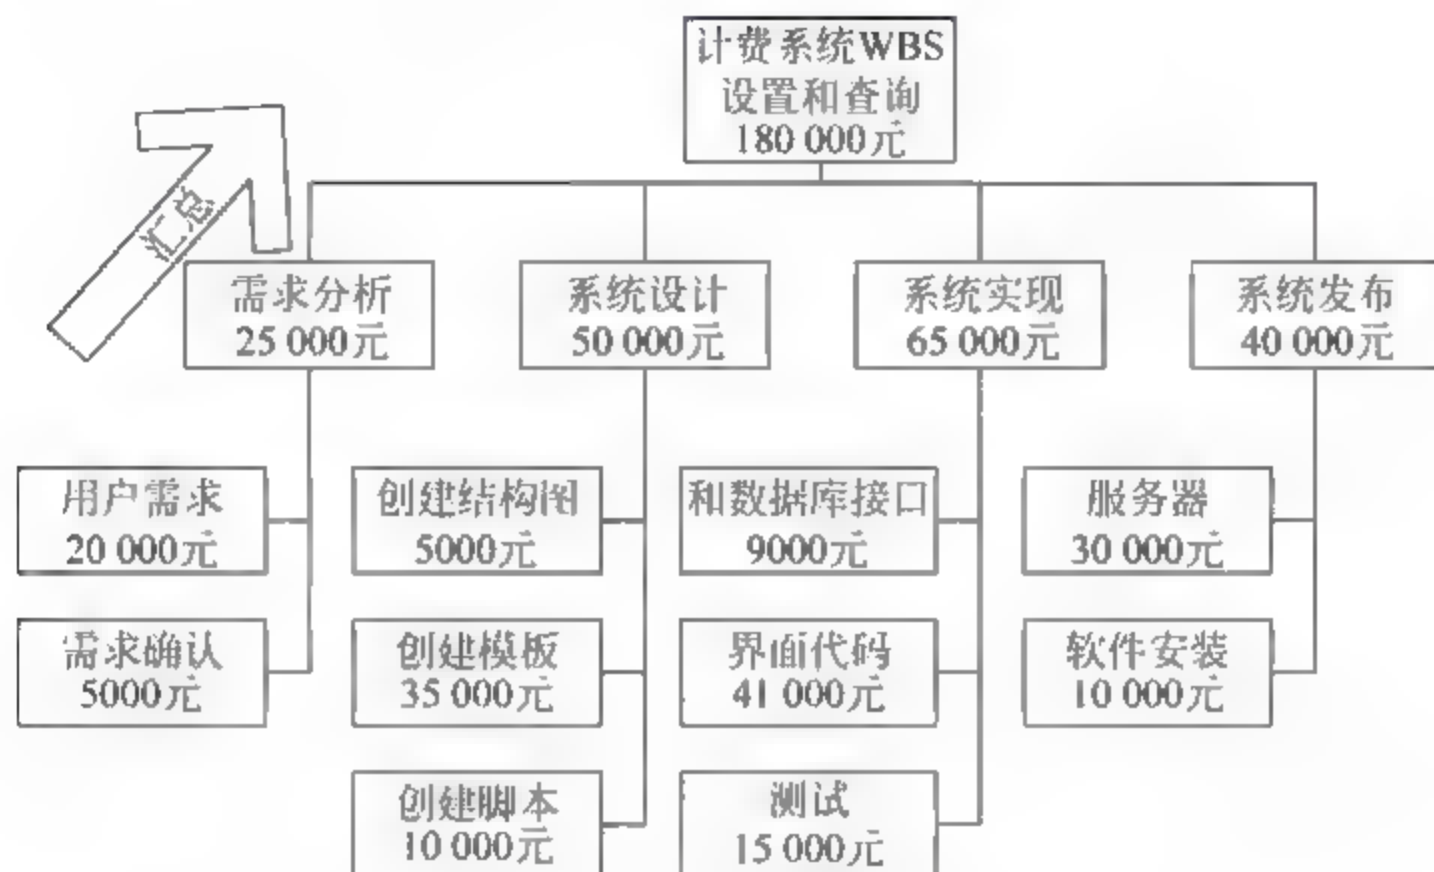 计费系统WBS
设置和查询
180 000元
汇总
需求分析
25 000元
系统设计
50 000元
系统实现
65 000元
系统发布
40 000元
用户需求
20 000元
创建结构图
5000元
和数据库接口
9000元
服务器
30 000元
需求确认
5000元
创建模板
35 000元
界面代码
41 000元
软件安装
10 000元
创建脚本
10 000元
测试
15 000元